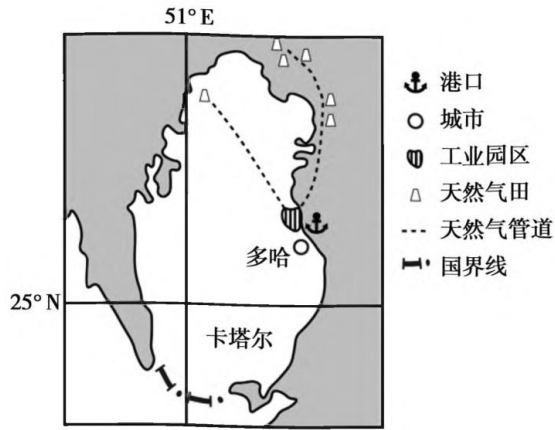 51°E
港口
城市
工业园区
天然气田
天然气管道
国界线
多哈
25°N
卡塔尔